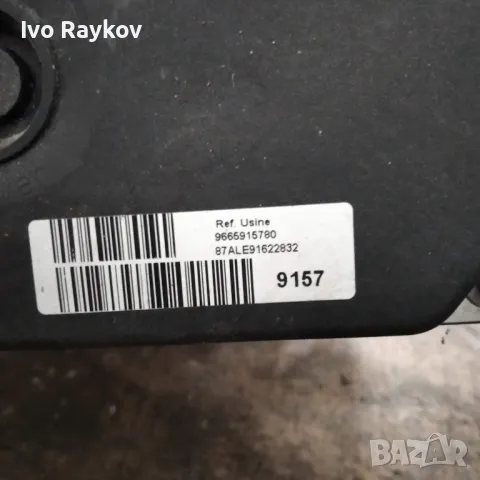 Ivo Raykov
Ref. Usine
9665915780
87ALE91622832
9157
BAZAR